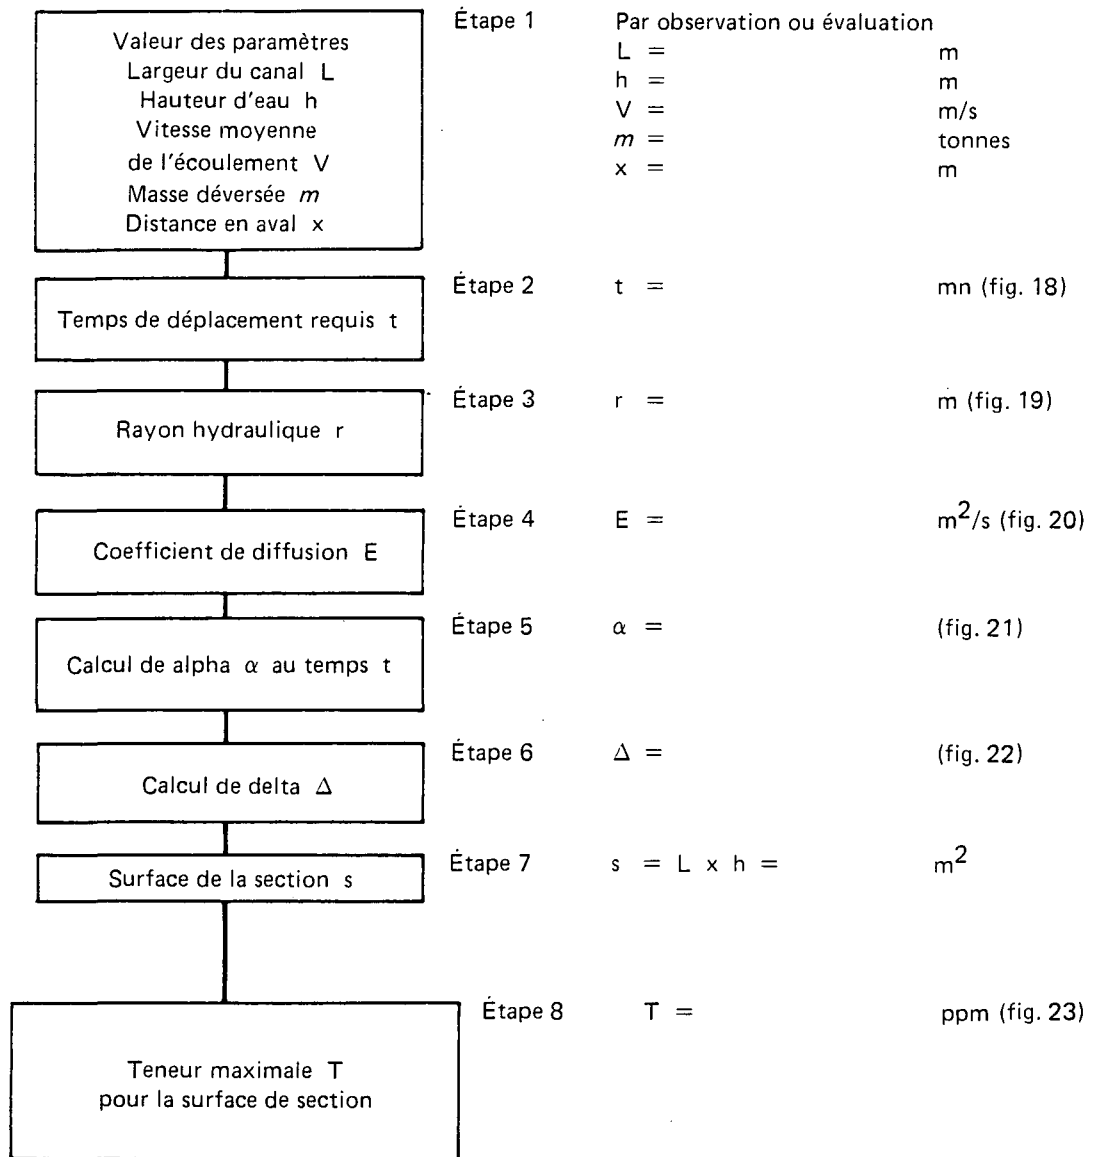 Valeur des paramètres
Largeur du canal L
Hauteur d'eau h
Vitesse moyenne
de l'écoulement V
Masse déversée m
Distance en aval x
Étape 1 Par observation ou évaluation
L = m
h = m
V = m/s
m = tonnes
x = m
Temps de déplacement requis t
Étape 2 t = mn (fig. 18)
Rayon hydraulique r
Étape 3 r = m (fig. 19)
Coefficient de diffusion E
Étape 4 E = m²/s (fig. 20)
Calcul de alpha α au temps t
Étape 5 α = (fig. 21)
Calcul de delta Δ
Étape 6 Δ = (fig. 22)
Surface de la section s
Étape 7 s = L x h = m²
Teneur maximale T
pour la surface de section
Étape 8 T = ppm (fig. 23)